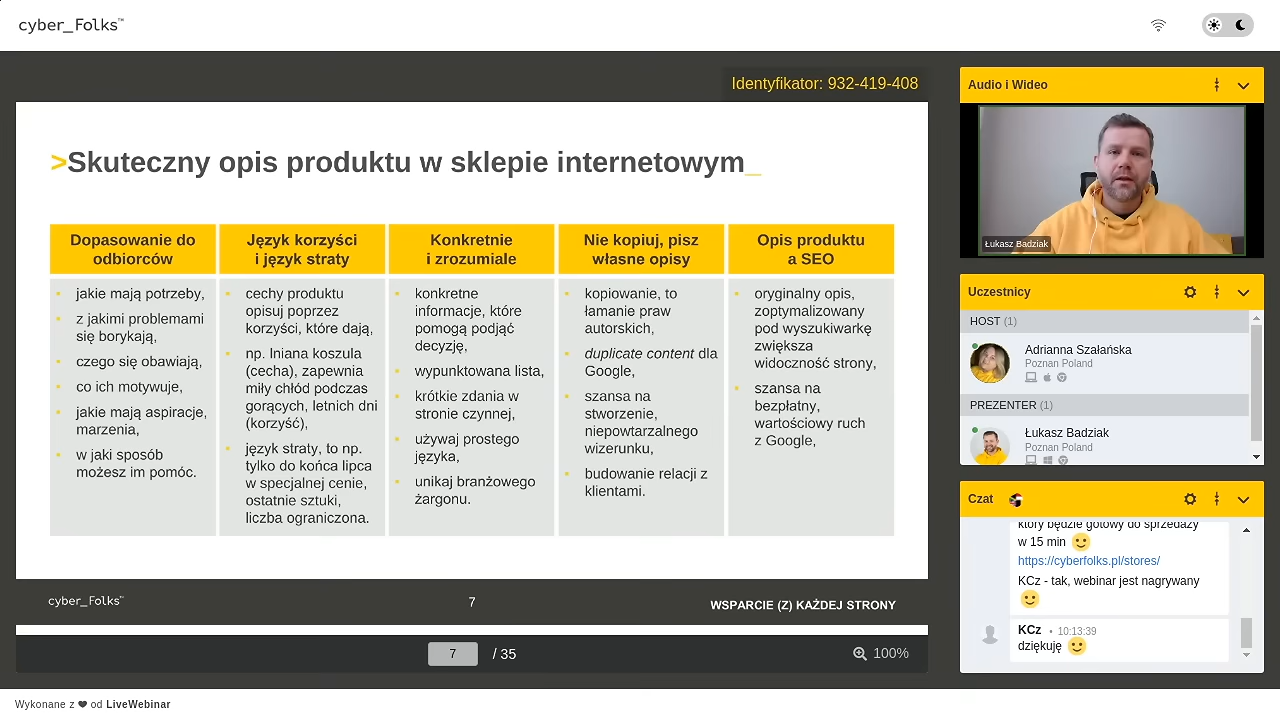 cyber_Folks™
Identyfikator: 932-419-408
>Skuteczny opis produktu w sklepie internetowym_
Dopasowanie do
odbiorców
jakie mają potrzeby,
z jakimi problemami
się borykają,
czego się obawiają,
co ich motywuje,
jakie mają aspiracje,
marzenia,
w jaki sposób
możesz im pomóc.
Język korzyści
i język straty
cechy produktu
opisuj poprzez
korzyści, które dają,
np. lniana koszula
(cecha), zapewnia
miły chłód podczas
gorących, letnich dni
(korzyść),
język straty, to np.
tylko do końca lipca
w specjalnej cenie,
ostatnie sztuki,
liczba ograniczona.
Konkretnie
i zrozumiale
konkretne
informacje, które
pomogą podjąć
decyzję,
wypunktowana lista,
krótkie zdania w
stronie czynnej,
używaj prostego
języka,
unikaj branżowego
żargonu.
Nie kopiuj, pisz
własne opisy
kopiowanie, to
łamanie praw
autorskich,
duplicate content dla
Google,
szansa na
stworzenie,
niepowtarzalnego
wizerunku,
budowanie relacji z
klientami.
Opis produktu
a SEO
oryginalny opis,
zoptymalizowany
pod wyszukiwarkę
zwiększa
widoczność strony,
szansa na
bezpłatny,
wartościowy ruch
z Google,
cyber_Folks™
7
WSPARCIE (Z) KAŻDEJ STRONY
7 / 35
100%
Audio i Wideo
Łukasz Badziak
Uczestnicy
HOST (1)
Adrianna Szałańska
Poznan Poland
PREZENTER (1)
Łukasz Badziak
Poznan Poland
Czat
który będzie gotowy do sprzedaży
w 15 min 🙂
https://cyberfolks.pl/stores/
KCz - tak, webinar jest nagrywany
🙂
KCz • 10:13:39
dziękuję 🙂
Wykonane z ❤ od LiveWebinar